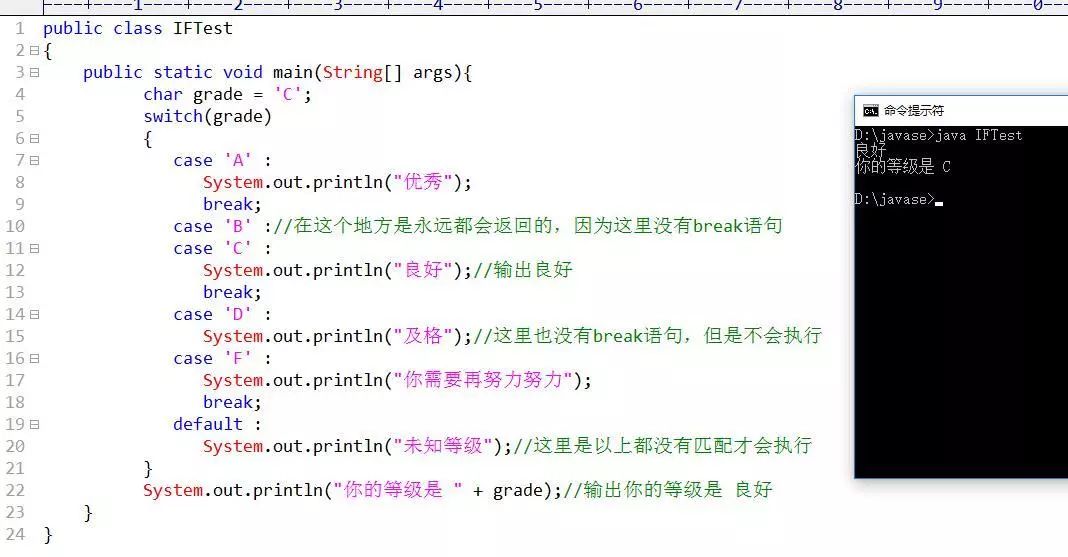 ----+----1----+----2----+----3----+----4----+----5----+----6----+----7----+----8----+----9----+----0
1 public class IFTest
2 {
3 public static void main(String[] args){
4 char grade = 'C';
5 switch(grade)
6 {
7 case 'A' :
8 System.out.println("优秀");
9 break;
10 case 'B' ://在这个地方是永远都会返回的，因为这里没有break语句
11 case 'C' :
12 System.out.println("良好");//输出良好
13 break;
14 case 'D' :
15 System.out.println("及格");//这里也没有break语句，但是不会执行
16 case 'F' :
17 System.out.println("你需要再努力努力");
18 break;
19 default :
20 System.out.println("未知等级");//这里是以上都没有匹配才会执行
21 }
22 System.out.println("你的等级是 " + grade);//输出你的等级是 良好
23 }
24 }
命令提示符
D:\javase>java IFTest
良好
你的等级是 C
D:\javase>